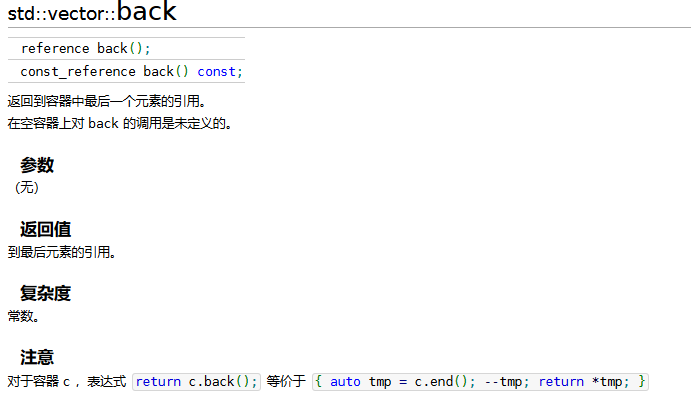 std::vector::back
reference back();
const_reference back() const;
返回到容器中最后一个元素的引用。
在空容器上对 back 的调用是未定义的。
参数
（无）
返回值
到最后元素的引用。
复杂度
常数。
注意
对于容器 c ，表达式 return c.back(); 等价于 { auto tmp = c.end(); --tmp; return *tmp; }